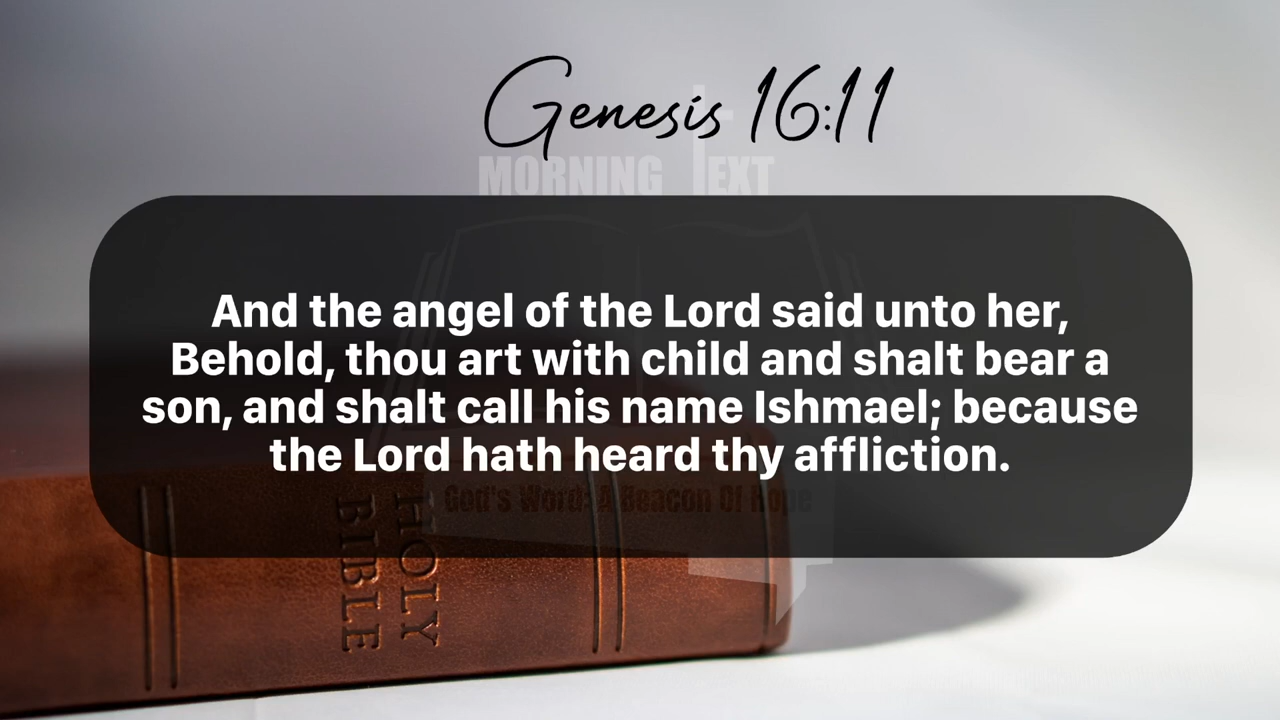 Genesis 16:11
MORNING TEXT
And the angel of the Lord said unto her,
Behold, thou art with child and shalt bear a
son, and shalt call his name Ishmael; because
the Lord hath heard thy affliction.
God's Word: A Beacon Of Hope
HOLY
BIBLE